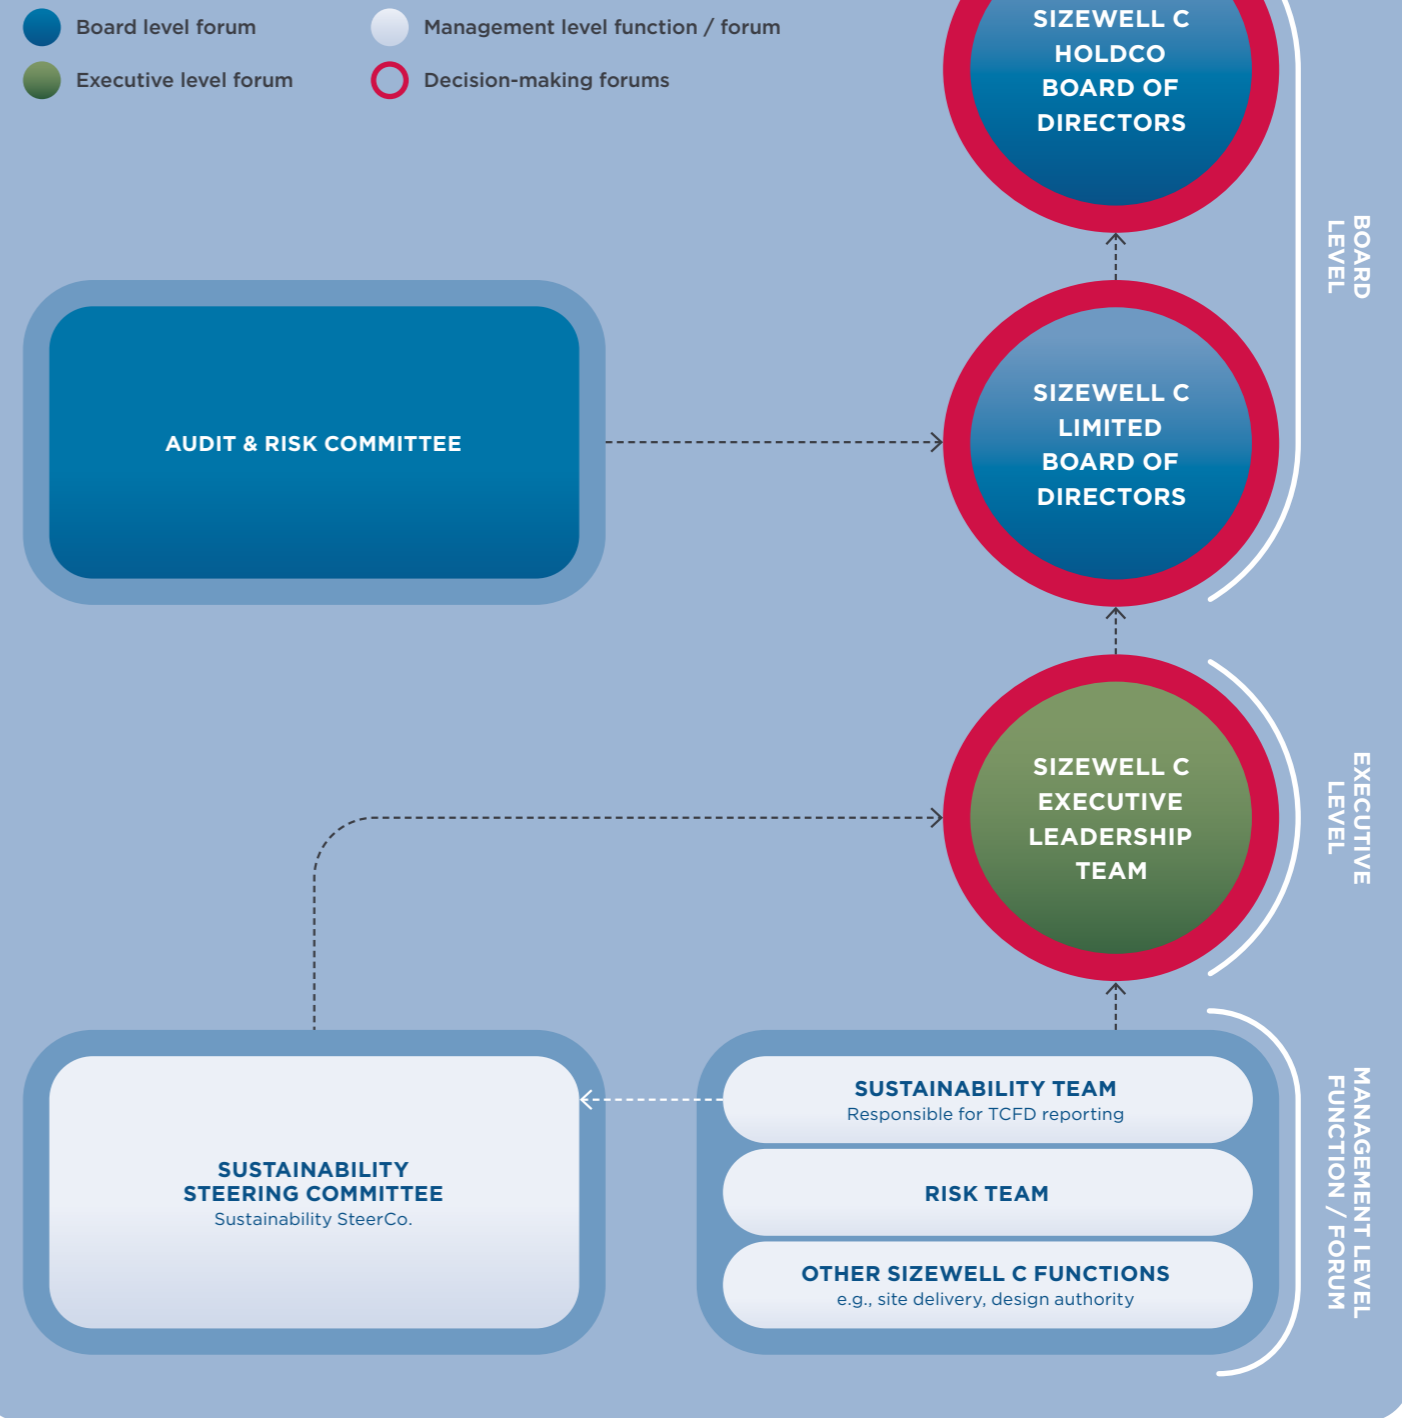 Board level forum
Management level function / forum
Executive level forum
Decision-making forums
SIZEWELL C
HOLDCO
BOARD OF
DIRECTORS
BOARD
LEVEL
AUDIT & RISK COMMITTEE
SIZEWELL C
LIMITED
BOARD OF
DIRECTORS
SIZEWELL C
EXECUTIVE
LEADERSHIP
TEAM
EXECUTIVE
LEVEL
SUSTAINABILITY
STEERING COMMITTEE
Sustainability SteerCo.
SUSTAINABILITY TEAM
Responsible for TCFD reporting
RISK TEAM
OTHER SIZEWELL C FUNCTIONS
e.g., site delivery, design authority
MANAGEMENT LEVEL
FUNCTION / FORUM